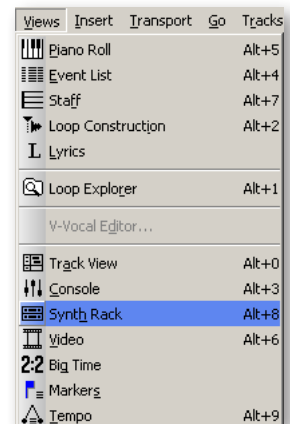 Views Insert Transport Go Tracks
Piano Roll Alt+5
Event List Alt+4
Staff Alt+7
Loop Construction Alt+2
L Lyrics
Loop Explorer Alt+1
V-Vocal Editor...
Track View Alt+0
Console Alt+3
Synth Rack Alt+8
Video Alt+6
2:2 Big Time
Markers
Tempo Alt+9